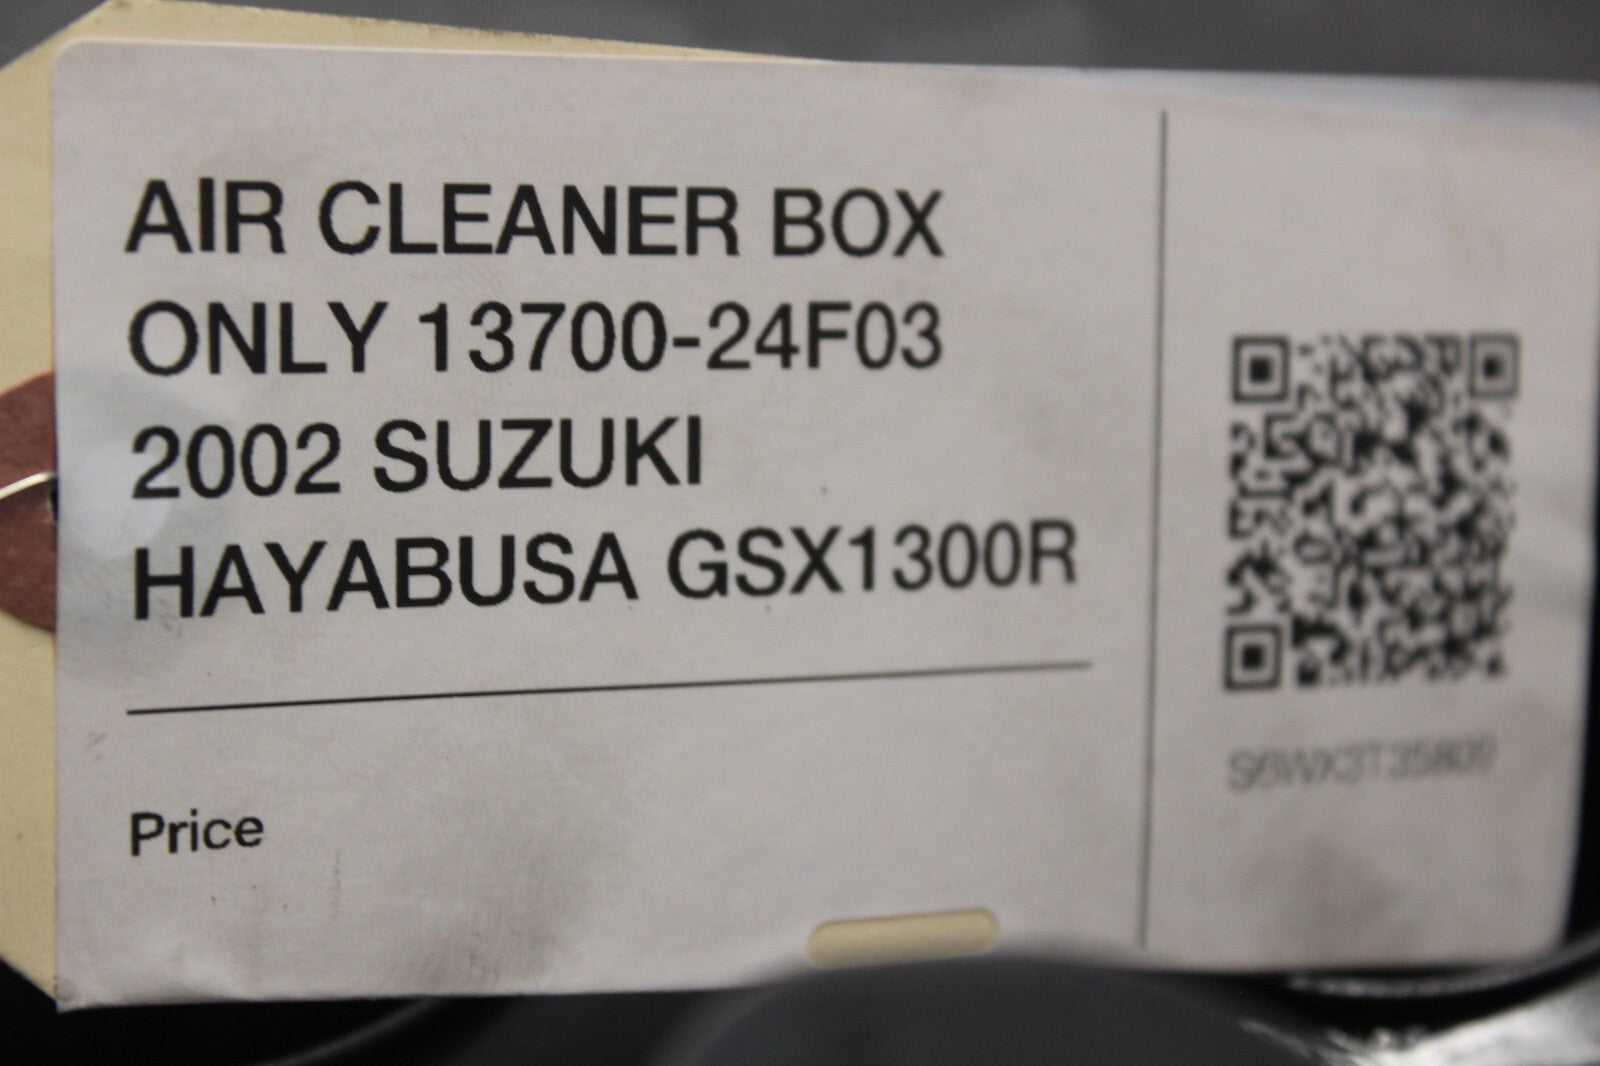 AIR CLEANER BOX
ONLY 13700-24F03
2002 SUZUKI
HAYABUSA GSX1300R
Price